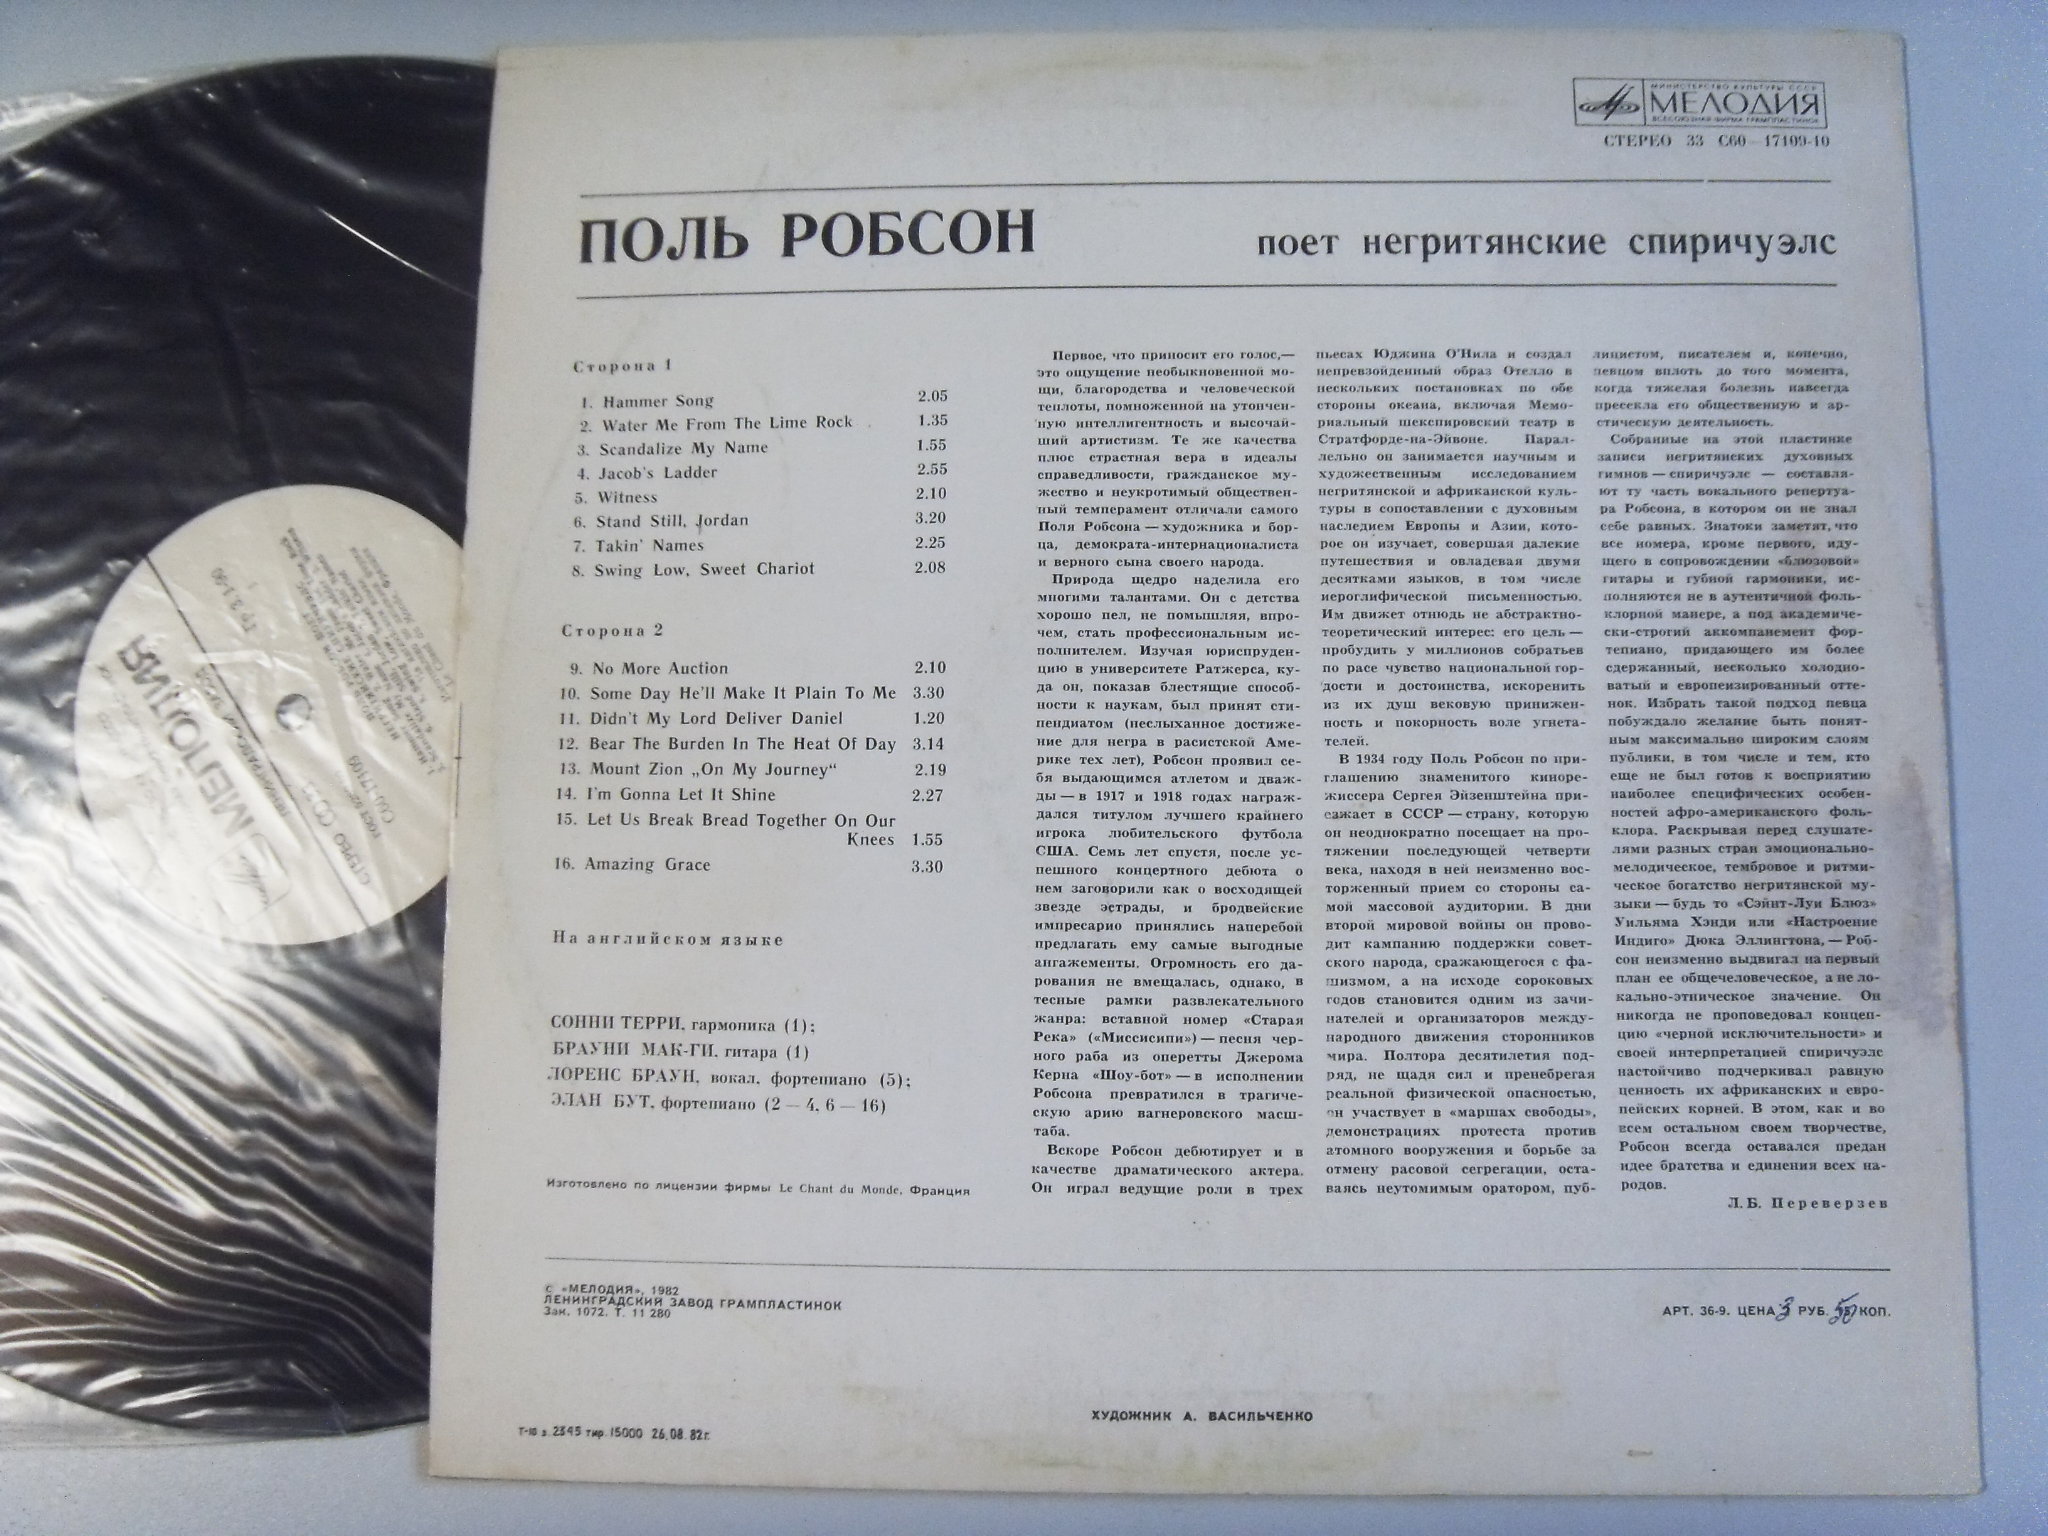 МИНИСТЕРСТВО КУЛЬТУРЫ СССР
МЕЛОДИЯ
ВСЕСОЮЗНАЯ ФИРМА ГРАМПЛАСТИНОК
СТЕРЕО 33 С60—17109-10
ПОЛЬ РОБСОН
поет негритянские спиричуэлс
Сторона 1
1. Hammer Song 2.05
2. Water Me From The Lime Rock 1.35
3. Scandalize My Name 1.55
4. Jacob's Ladder 2.55
5. Witness 2.10
6. Stand Still, Jordan 3.20
7. Takin' Names 2.25
8. Swing Low, Sweet Chariot 2.08
Сторона 2
9. No More Auction 2.10
10. Some Day He'll Make It Plain To Me 3.30
11. Didn't My Lord Deliver Daniel 1.20
12. Bear The Burden In The Heat Of Day 3.14
13. Mount Zion „On My Journey“ 2.19
14. I'm Gonna Let It Shine 2.27
15. Let Us Break Bread Together On Our
Knees 1.55
16. Amazing Grace 3.30
На английском языке
СОННИ ТЕРРИ, гармоника (1);
БРАУНИ МАК-ГИ, гитара (1)
ЛОРЕНС БРАУН, вокал, фортепиано (5);
ЭЛАН БУТ, фортепиано (2—4, 6—16)
Изготовлено по лицензии фирмы Le Chant du Monde, Франция
Первое, что приносит его голос,—
это ощущение необыкновенной мо-
щи, благородства и человеческой
теплоты, помноженной на утончен-
ную интеллигентность и высочай-
ший артистизм. Те же качества
плюс страстная вера в идеалы
справедливости, гражданское му-
жество и неукротимый обществен-
ный темперамент отличали самого
Поля Робсона — художника и бор-
ца, демократа-интернационалиста
и верного сына своего народа.
Природа щедро наделила его
многими талантами. Он с детства
хорошо пел, не помышляя, впро-
чем, стать профессиональным ис-
полнителем. Изучая юриспруден-
цию в университете Ратжерса, ку-
да он, показав блестящие способ-
ности к наукам, был принят сти-
пендиатом (неслыханное достиже-
ние для негра в расистской Аме-
рике тех лет), Робсон проявил се-
бя выдающимся атлетом и дваж-
ды — в 1917 и 1918 годах награж-
дался титулом лучшего крайнего
игрока любительского футбола
США. Семь лет спустя, после ус-
пешного концертного дебюта о
нем заговорили как о восходящей
звезде эстрады, и бродвейские
импресарио принялись наперебой
предлагать ему самые выгодные
ангажементы. Огромность его да-
рования не вмещалась, однако, в
тесные рамки развлекательного
жанра: вставной номер «Старая
Река» («Миссисипи») — песня чер-
ного раба из оперетты Джерома
Керна «Шоу-бот» — в исполнении
Робсона превратился в трагиче-
скую арию вагнеровского масш-
таба.
Вскоре Робсон дебютирует и в
качестве драматического актера.
Он играл ведущие роли в трех
пьесах Юджина О'Нила и создал
непревзойденный образ Отелло в
нескольких постановках по обе
стороны океана, включая Мемо-
риальный шекспировский театр в
Стратфорде-на-Эйвоне. Парал-
лельно он занимается научным и
художественным исследованием
негритянской и африканской куль-
туры в сопоставлении с духовным
наследием Европы и Азии, кото-
рое он изучает, совершая далекие
путешествия и овладевая двумя
десятками языков, в том числе
иероглифической письменностью.
Им движет отнюдь не абстрактно-
теоретический интерес: его цель —
пробудить у миллионов собратьев
по расе чувство национальной гор-
дости и достоинства, искоренить
из их душ вековую принижен-
ность и покорность воле угнета-
телей.
В 1934 году Поль Робсон по при-
глашению знаменитого киноре-
жиссера Сергея Эйзенштейна при-
езжает в СССР — страну, которую
он неоднократно посещает на про-
тяжении последующей четверти
века, находя в ней неизменно вос-
торженный прием со стороны са-
мой массовой аудитории. В дни
второй мировой войны он прово-
дит кампанию поддержки совет-
ского народа, сражающегося с фа-
шизмом, а на исходе сороковых
годов становится одним из зачи-
нателей и организаторов между-
народного движения сторонников
мира. Полтора десятилетия под-
ряд, не щадя сил и пренебрегая
реальной физической опасностью,
он участвует в «маршах свободы»,
демонстрациях протеста против
атомного вооружения и борьбе за
отмену расовой сегрегации, оста-
ваясь неутомимым оратором, пуб-
лицистом, писателем и, конечно,
певцом вплоть до того момента,
когда тяжелая болезнь навсегда
пресекла его общественную и ар-
стическую деятельность.
Собранные на этой пластинке
записи негритянских духовных
гимнов — спиричуэлс — составля-
ют ту часть вокального репертуа-
ра Робсона, в котором он не знал
себе равных. Знатоки заметят, что
все номера, кроме первого, иду-
щего в сопровождении «блюзовой»
гитары и губной гармоники, ис-
полняются не в аутентичной фоль-
клорной манере, а под академиче-
ски-строгий аккомпанемент фор-
тепиано, придающего им более
сдержанный, несколько холодно-
ватый и европеизированный отте-
нок. Избрать такой подход певца
побуждало желание быть понят-
ным максимально широким слоям
публики, в том числе и тем, кто
еще не был готов к восприятию
наиболее специфических особен-
ностей афро-американского фоль-
клора. Раскрывая перед слушате-
лями разных стран эмоционально-
мелодическое, тембровое и ритми-
ческое богатство негритянской му-
зыки — будь то «Сэйнт-Луи Блюз»
Уильяма Хэнди или «Настроение
Индиго» Дюка Эллингтона, — Роб-
сон неизменно выдвигал на первый
план ее общечеловеческое, а не ло-
кально-этническое значение. Он
никогда не проповедовал концеп-
цию «черной исключительности» и
своей интерпретацией спиричуэлс
настойчиво подчеркивал равную
ценность их африканских и евро-
пейских корней. В этом, как и во
всем остальном своем творчестве,
Робсон всегда оставался предан
идее братства и единения всех на-
родов.
Л. Б. Переверзев
© «МЕЛОДИЯ», 1982
ЛЕНИНГРАДСКИЙ ЗАВОД ГРАМПЛАСТИНОК
Зак. 1072. Т. 11 280
АРТ. 36-9. ЦЕНА 3 РУБ. 50 КОП.
ХУДОЖНИК А. ВАСИЛЬЧЕНКО
Т-10 з. 2345 тир. 15000 26.08.82г.
МЕЛОДИЯ
СТЕРЕО
С60-17109